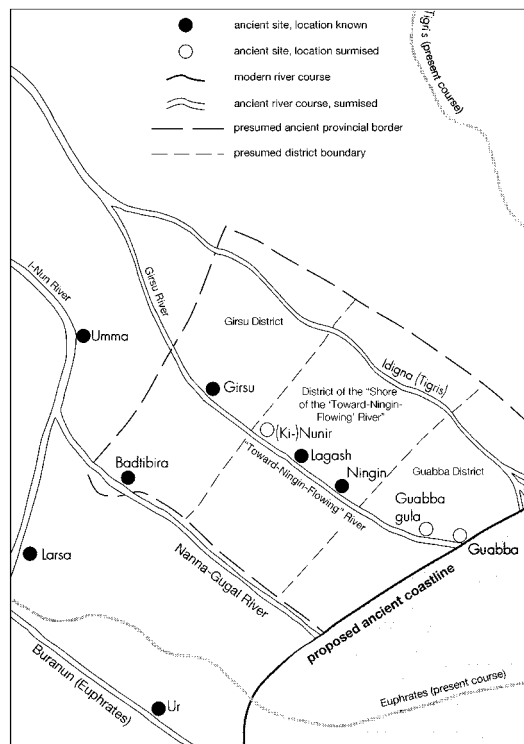 ancient site, location known
ancient site, location surmised
modern river course
ancient river course, surmised
presumed ancient provincial border
presumed district boundary
Tigris (present course)
I-Nun River
Girsu River
Umma
Girsu District
Idigna (Tigris)
Girsu
District of the "Shore
of the 'Toward-Ningin-
Flowing' River"
(Ki-)Nunir
Lagash
"Toward-Ningin-Flowing" River
Badtibira
Ningin
Guabba District
Guabba
gula
Guabba
Larsa
Nanna-Gugal River
proposed ancient coastline
Buranun (Euphrates)
Ur
Euphrates (present course)